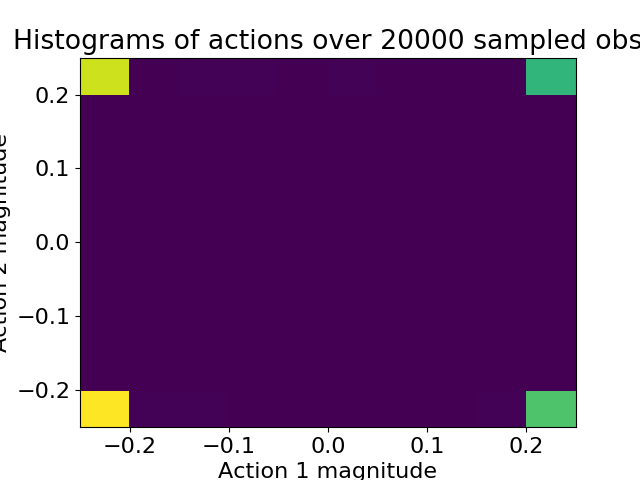 Histograms of actions over 20000 sampled obs
0.2
0.1
0.0
−0.1
−0.2
Action 2 magnitude
−0.2 −0.1 0.0 0.1 0.2
Action 1 magnitude